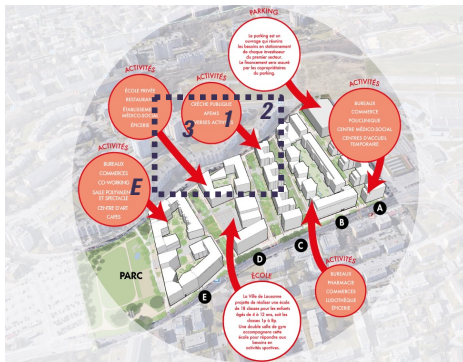 PARKING
Le parking est un
ouvrage qui réunira
les besoins en stationnement
de chaque investisseur
du premier secteur.
Le financement sera assuré
par les copropriétaires
du parking.
ACTIVITÉS
ÉCOLE PRIVÉE
RESTAURANT
ÉTABLISSEMENT
MÉDICO-SOCIAL
ÉPICERIE
ACTIVITÉS
CRÈCHE PUBLIQUE
APEMS
DIVERSES ACTIVITÉS
1
2
3
ACTIVITÉS
BUREAUX
COMMERCE
POLICLINIQUE
CENTRE MÉDICO-SOCIAL
CENTRES D'ACCUEIL
TEMPORAIRE
ACTIVITÉS
BUREAUX
COMMERCES
CO-WORKING
SALLE POLYVALENTE
ET SPECTACLE
CENTRE D'ART
CAFÉS
E
PARC
A
B
C
D
E
ÉCOLE
La Ville de Lausanne
projette de réaliser une école
de 18 classes pour les enfants
âgés de 4 à 12 ans, soit les
classes 1p à 8p.
Une double salle de gym
accompagnera cette
école pour répondre aux
besoins en
activités sportives.
ACTIVITÉS
BUREAUX
PHARMACIE
COMMERCES
LUDOTHÈQUE
ÉPICERIE